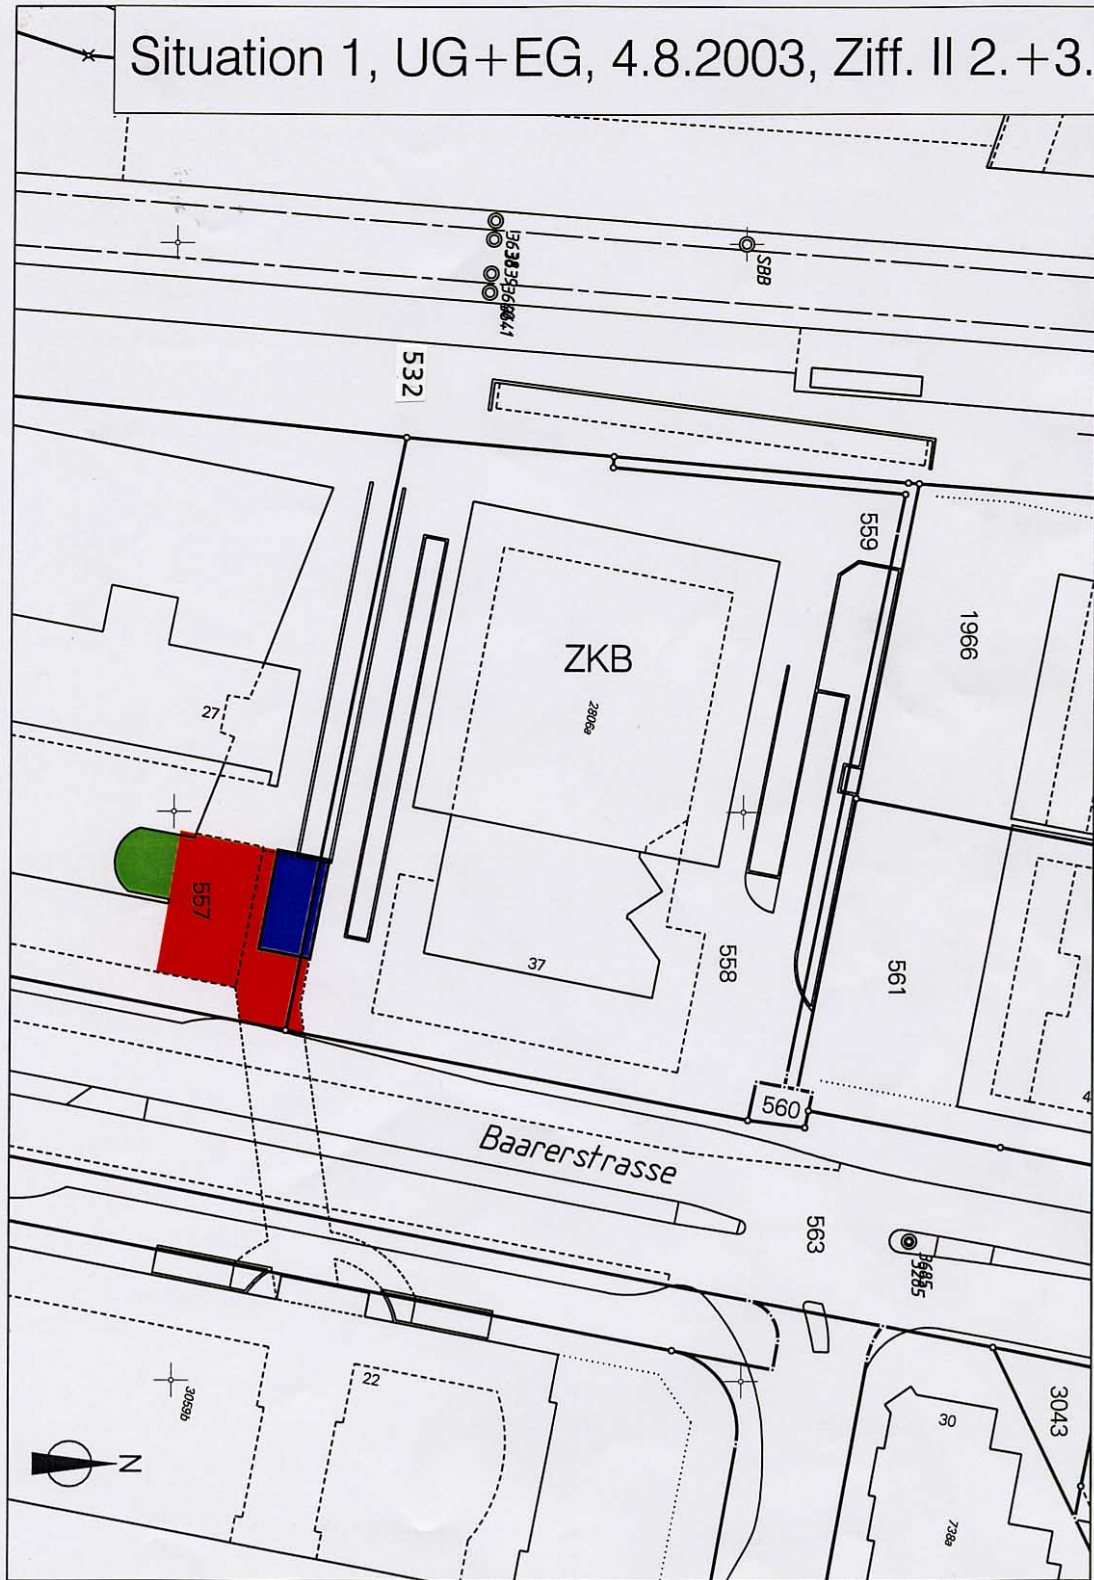 Situation 1, UG+EG, 4.8.2003, Ziff. II 2.+3.
SBB
532
559
1966
ZKB
2806a
27
557
37
558
561
560
Baarerstrasse
563
3043
22
30
3059b
738a
N